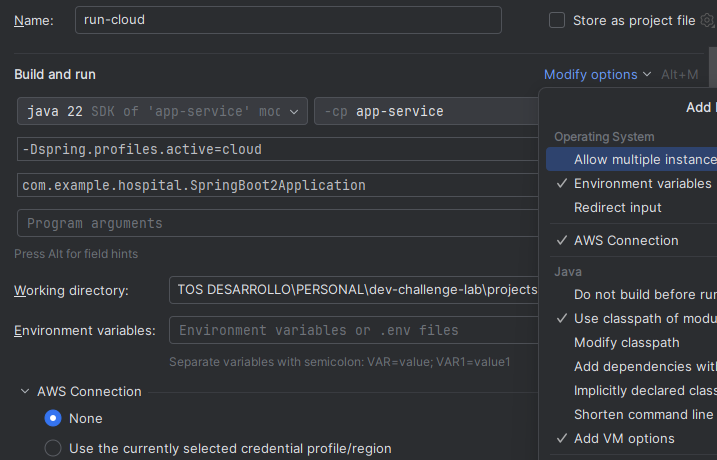 Name: run-cloud Store as project file
Build and run Modify options Alt+M
Add
java 22 SDK of 'app-service' moc -cp app-service
Operating System
-Dspring.profiles.active=cloud
Allow multiple instance
Environment variables
com.example.hospital.SpringBoot2Application
Redirect input
Program arguments
AWS Connection
Press Alt for field hints
Java
Working directory: TOS DESARROLLO\PERSONAL\dev-challenge-lab\projects
Do not build before run
Use classpath of modu
Environment variables: Environment variables or .env files
Modify classpath
Separate variables with semicolon: VAR=value; VAR1=value1
Add dependencies with
AWS Connection
Implicitly declared class
None
Shorten command line
Add VM options
Use the currently selected credential profile/region